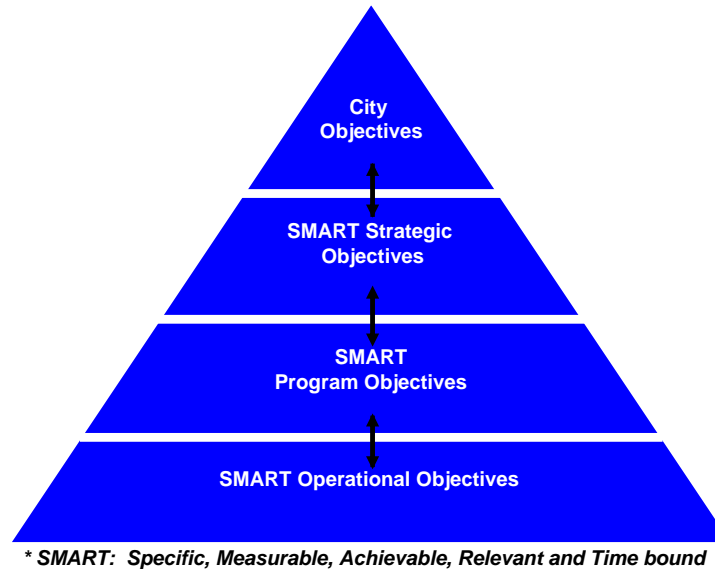 City
Objectives
SMART Strategic
Objectives
SMART
Program Objectives
SMART Operational Objectives
* SMART: Specific, Measurable, Achievable, Relevant and Time bound